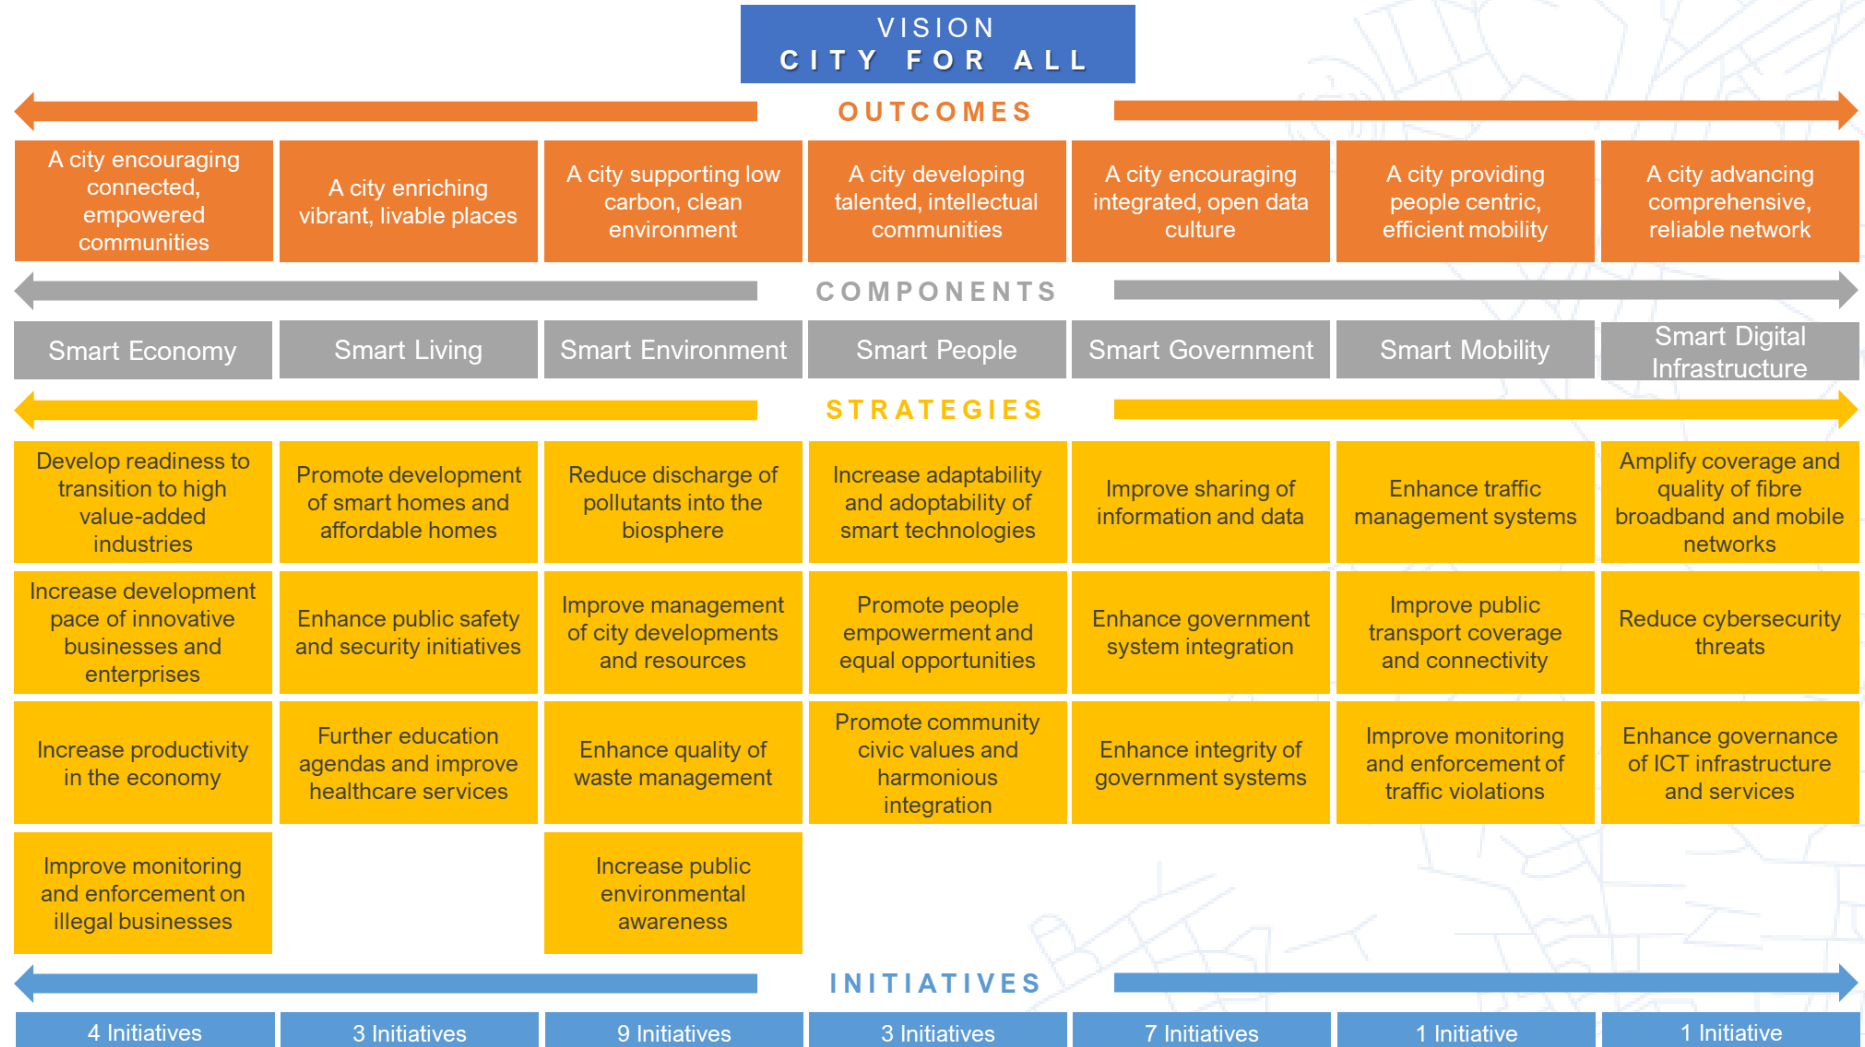 VISION
CITY FOR ALL
OUTCOMES
A city encouraging
connected,
empowered
communities
A city enriching
vibrant, livable places
A city supporting low
carbon, clean
environment
A city developing
talented, intellectual
communities
A city encouraging
integrated, open data
culture
A city providing
people centric,
efficient mobility
A city advancing
comprehensive,
reliable network
COMPONENTS
Smart Economy
Smart Living
Smart Environment
Smart People
Smart Government
Smart Mobility
Smart Digital
Infrastructure
STRATEGIES
Develop readiness to
transition to high
value-added
industries
Promote development
of smart homes and
affordable homes
Reduce discharge of
pollutants into the
biosphere
Increase adaptability
and adoptability of
smart technologies
Improve sharing of
information and data
Enhance traffic
management systems
Amplify coverage and
quality of fibre
broadband and mobile
networks
Increase development
pace of innovative
businesses and
enterprises
Enhance public safety
and security initiatives
Improve management
of city developments
and resources
Promote people
empowerment and
equal opportunities
Enhance government
system integration
Improve public
transport coverage
and connectivity
Reduce cybersecurity
threats
Increase productivity
in the economy
Further education
agendas and improve
healthcare services
Enhance quality of
waste management
Promote community
civic values and
harmonious
integration
Enhance integrity of
government systems
Improve monitoring
and enforcement of
traffic violations
Enhance governance
of ICT infrastructure
and services
Improve monitoring
and enforcement on
illegal businesses
Increase public
environmental
awareness
INITIATIVES
4 Initiatives
3 Initiatives
9 Initiatives
3 Initiatives
7 Initiatives
1 Initiative
1 Initiative